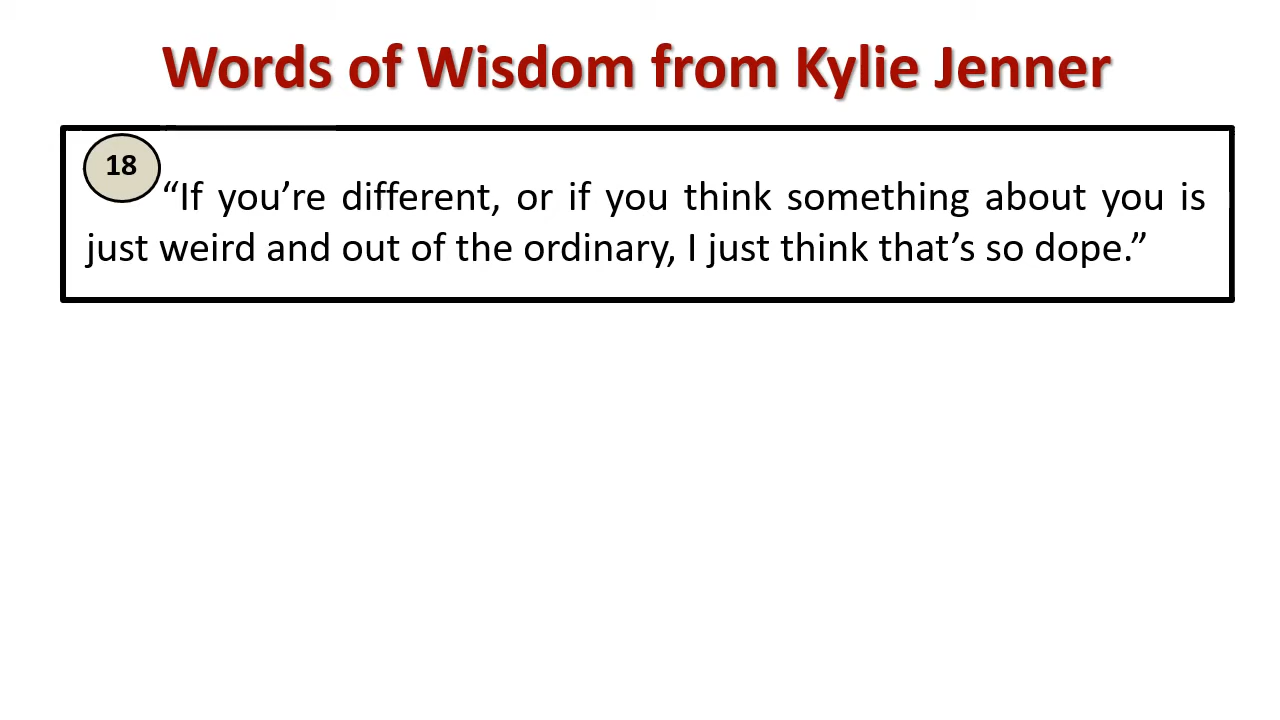 Words of Wisdom from Kylie Jenner
18
“If you’re different, or if you think something about you is
just weird and out of the ordinary, I just think that’s so dope.”